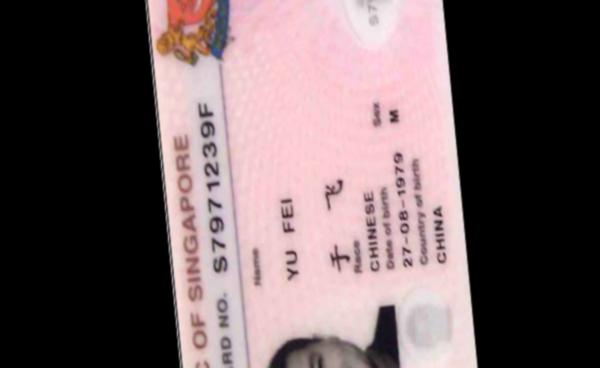 C OF SINGAPORE
RD NO. S7971239F
Name
YU FEI
于 飞
Race
CHINESE
Date of birth Sex
27-08-1979 M
Country of birth
CHINA
S7